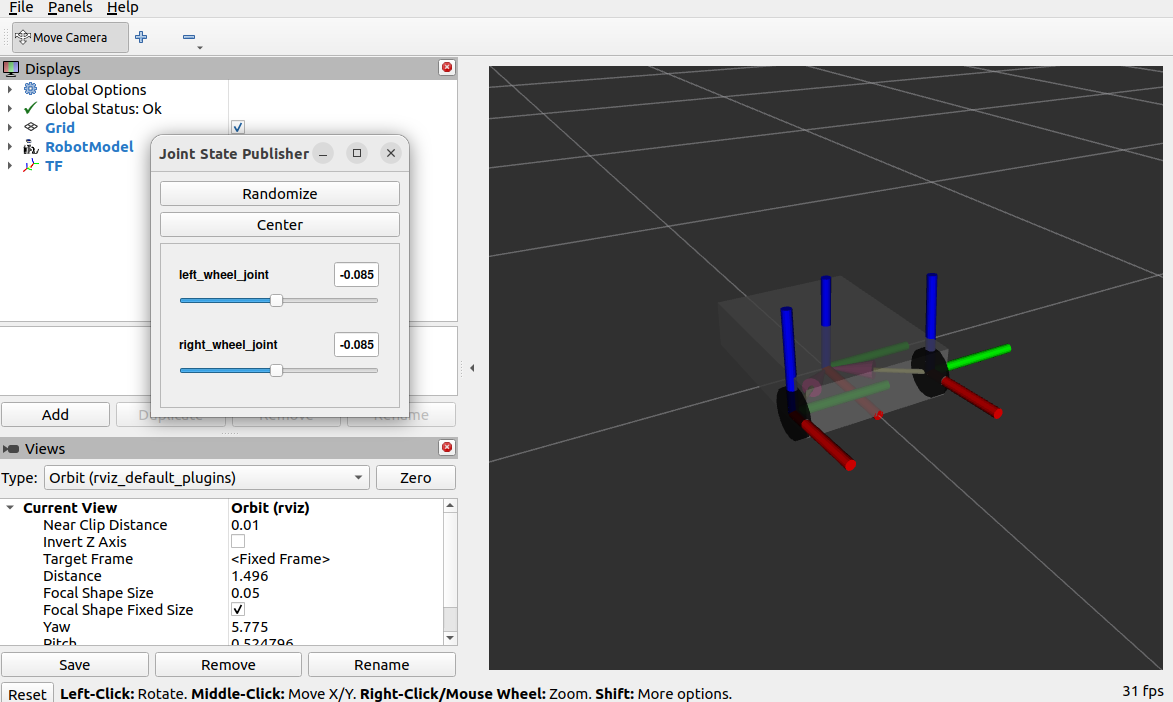 File Panels Help
Move Camera
Displays
Global Options
Global Status: Ok
Grid
RobotModel
TF
Joint State Publisher
Randomize
Center
left_wheel_joint -0.085
right_wheel_joint -0.085
Add Duplicate Remove Rename
Views
Type: Orbit (rviz_default_plugins) Zero
Current View Orbit (rviz)
Near Clip Distance 0.01
Invert Z Axis
Target Frame <Fixed Frame>
Distance 1.496
Focal Shape Size 0.05
Focal Shape Fixed Size
Yaw 5.775
Pitch 0.524796
Save Remove Rename
Reset Left-Click: Rotate. Middle-Click: Move X/Y. Right-Click/Mouse Wheel: Zoom. Shift: More options. 31 fps